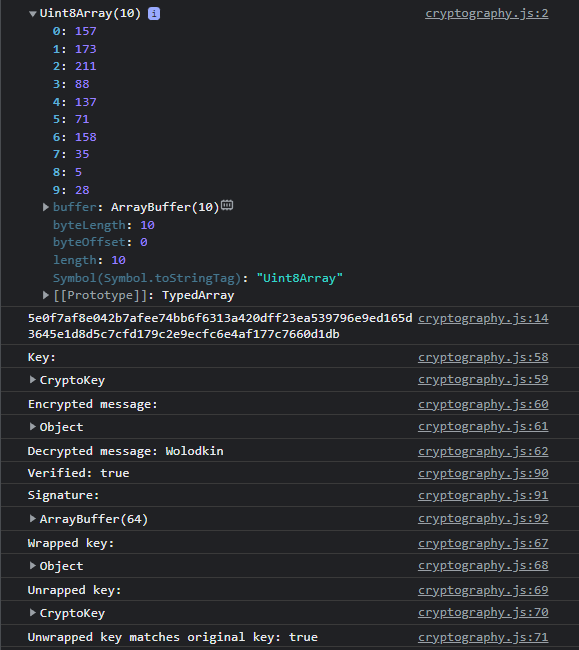 Uint8Array(10) i cryptography.js:2
0: 157
1: 173
2: 211
3: 88
4: 137
5: 71
6: 158
7: 35
8: 5
9: 28
buffer: ArrayBuffer(10)
byteLength: 10
byteOffset: 0
length: 10
Symbol(Symbol.toStringTag): "Uint8Array"
[[Prototype]]: TypedArray
5e0f7af8e042b7afee74bb6f6313a420dff23ea539796e9ed165d cryptography.js:14
3645e1d8d5c7cfd179c2e9ecfc6e4af177c7660d1db
Key: cryptography.js:58
CryptoKey cryptography.js:59
Encrypted message: cryptography.js:60
Object cryptography.js:61
Decrypted message: Wolodkin cryptography.js:62
Verified: true cryptography.js:90
Signature: cryptography.js:91
ArrayBuffer(64) cryptography.js:92
Wrapped key: cryptography.js:67
Object cryptography.js:68
Unrapped key: cryptography.js:69
CryptoKey cryptography.js:70
Unwrapped key matches original key: true cryptography.js:71